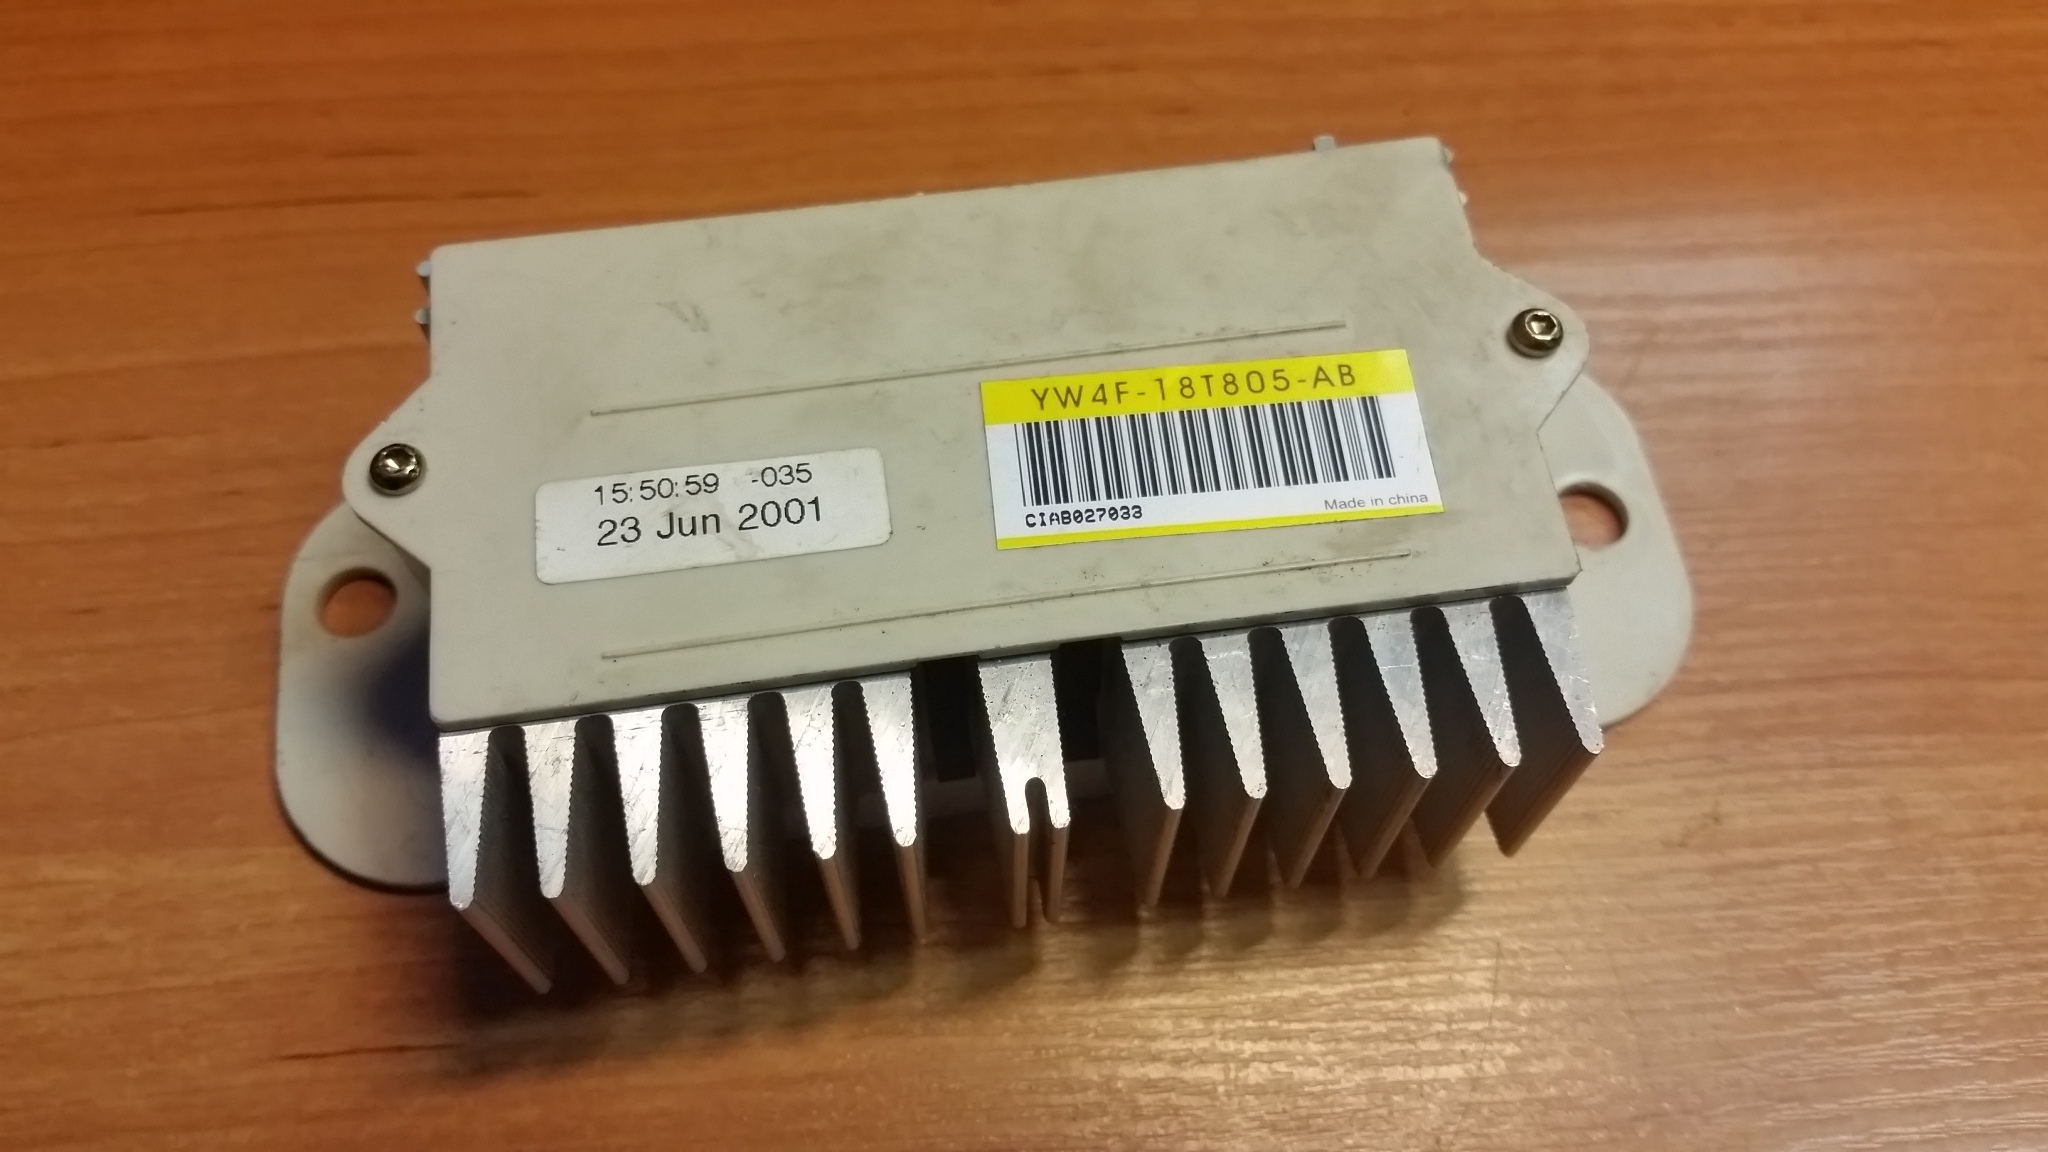 YW4F-18T805-AB
CIAB027033
Made in china
15:50:59 -035
23 Jun 2001